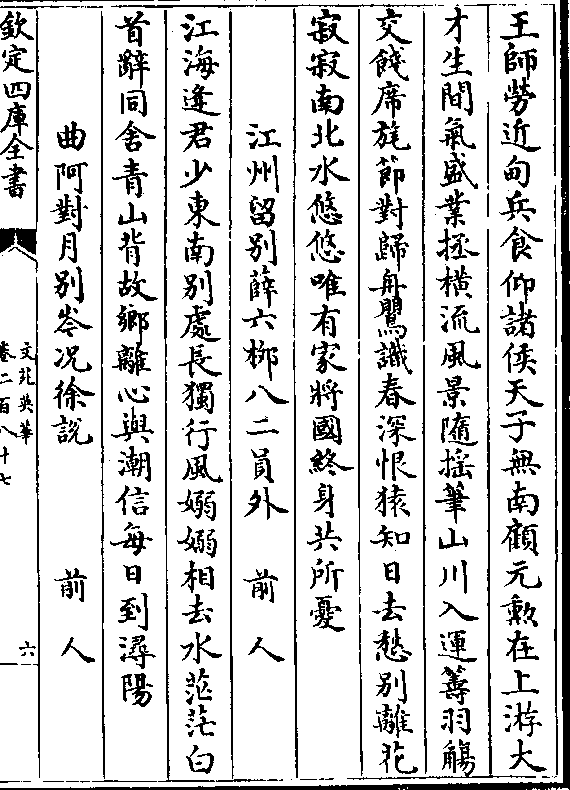 王師勞近甸兵食仰諸侯天子無南顧元勲在上游大
才生間氣盛業拯横流風景隨揺筆山川入運籌羽觴
交餞席旄節對歸舟鸎識春深恨猿知日去愁别離花
寂寂南北水悠悠唯有家將國終身共所憂
江州留别薛六栁八二員外　前人
江海逢君少東南别處長獨行風嫋嫋相去水茫茫白
首辭同舍青山背故鄉離心與潮信每日到潯陽
曲阿對月别岑况徐說　前人
欽定四庫全書
文苑英華
卷二百八十七
六